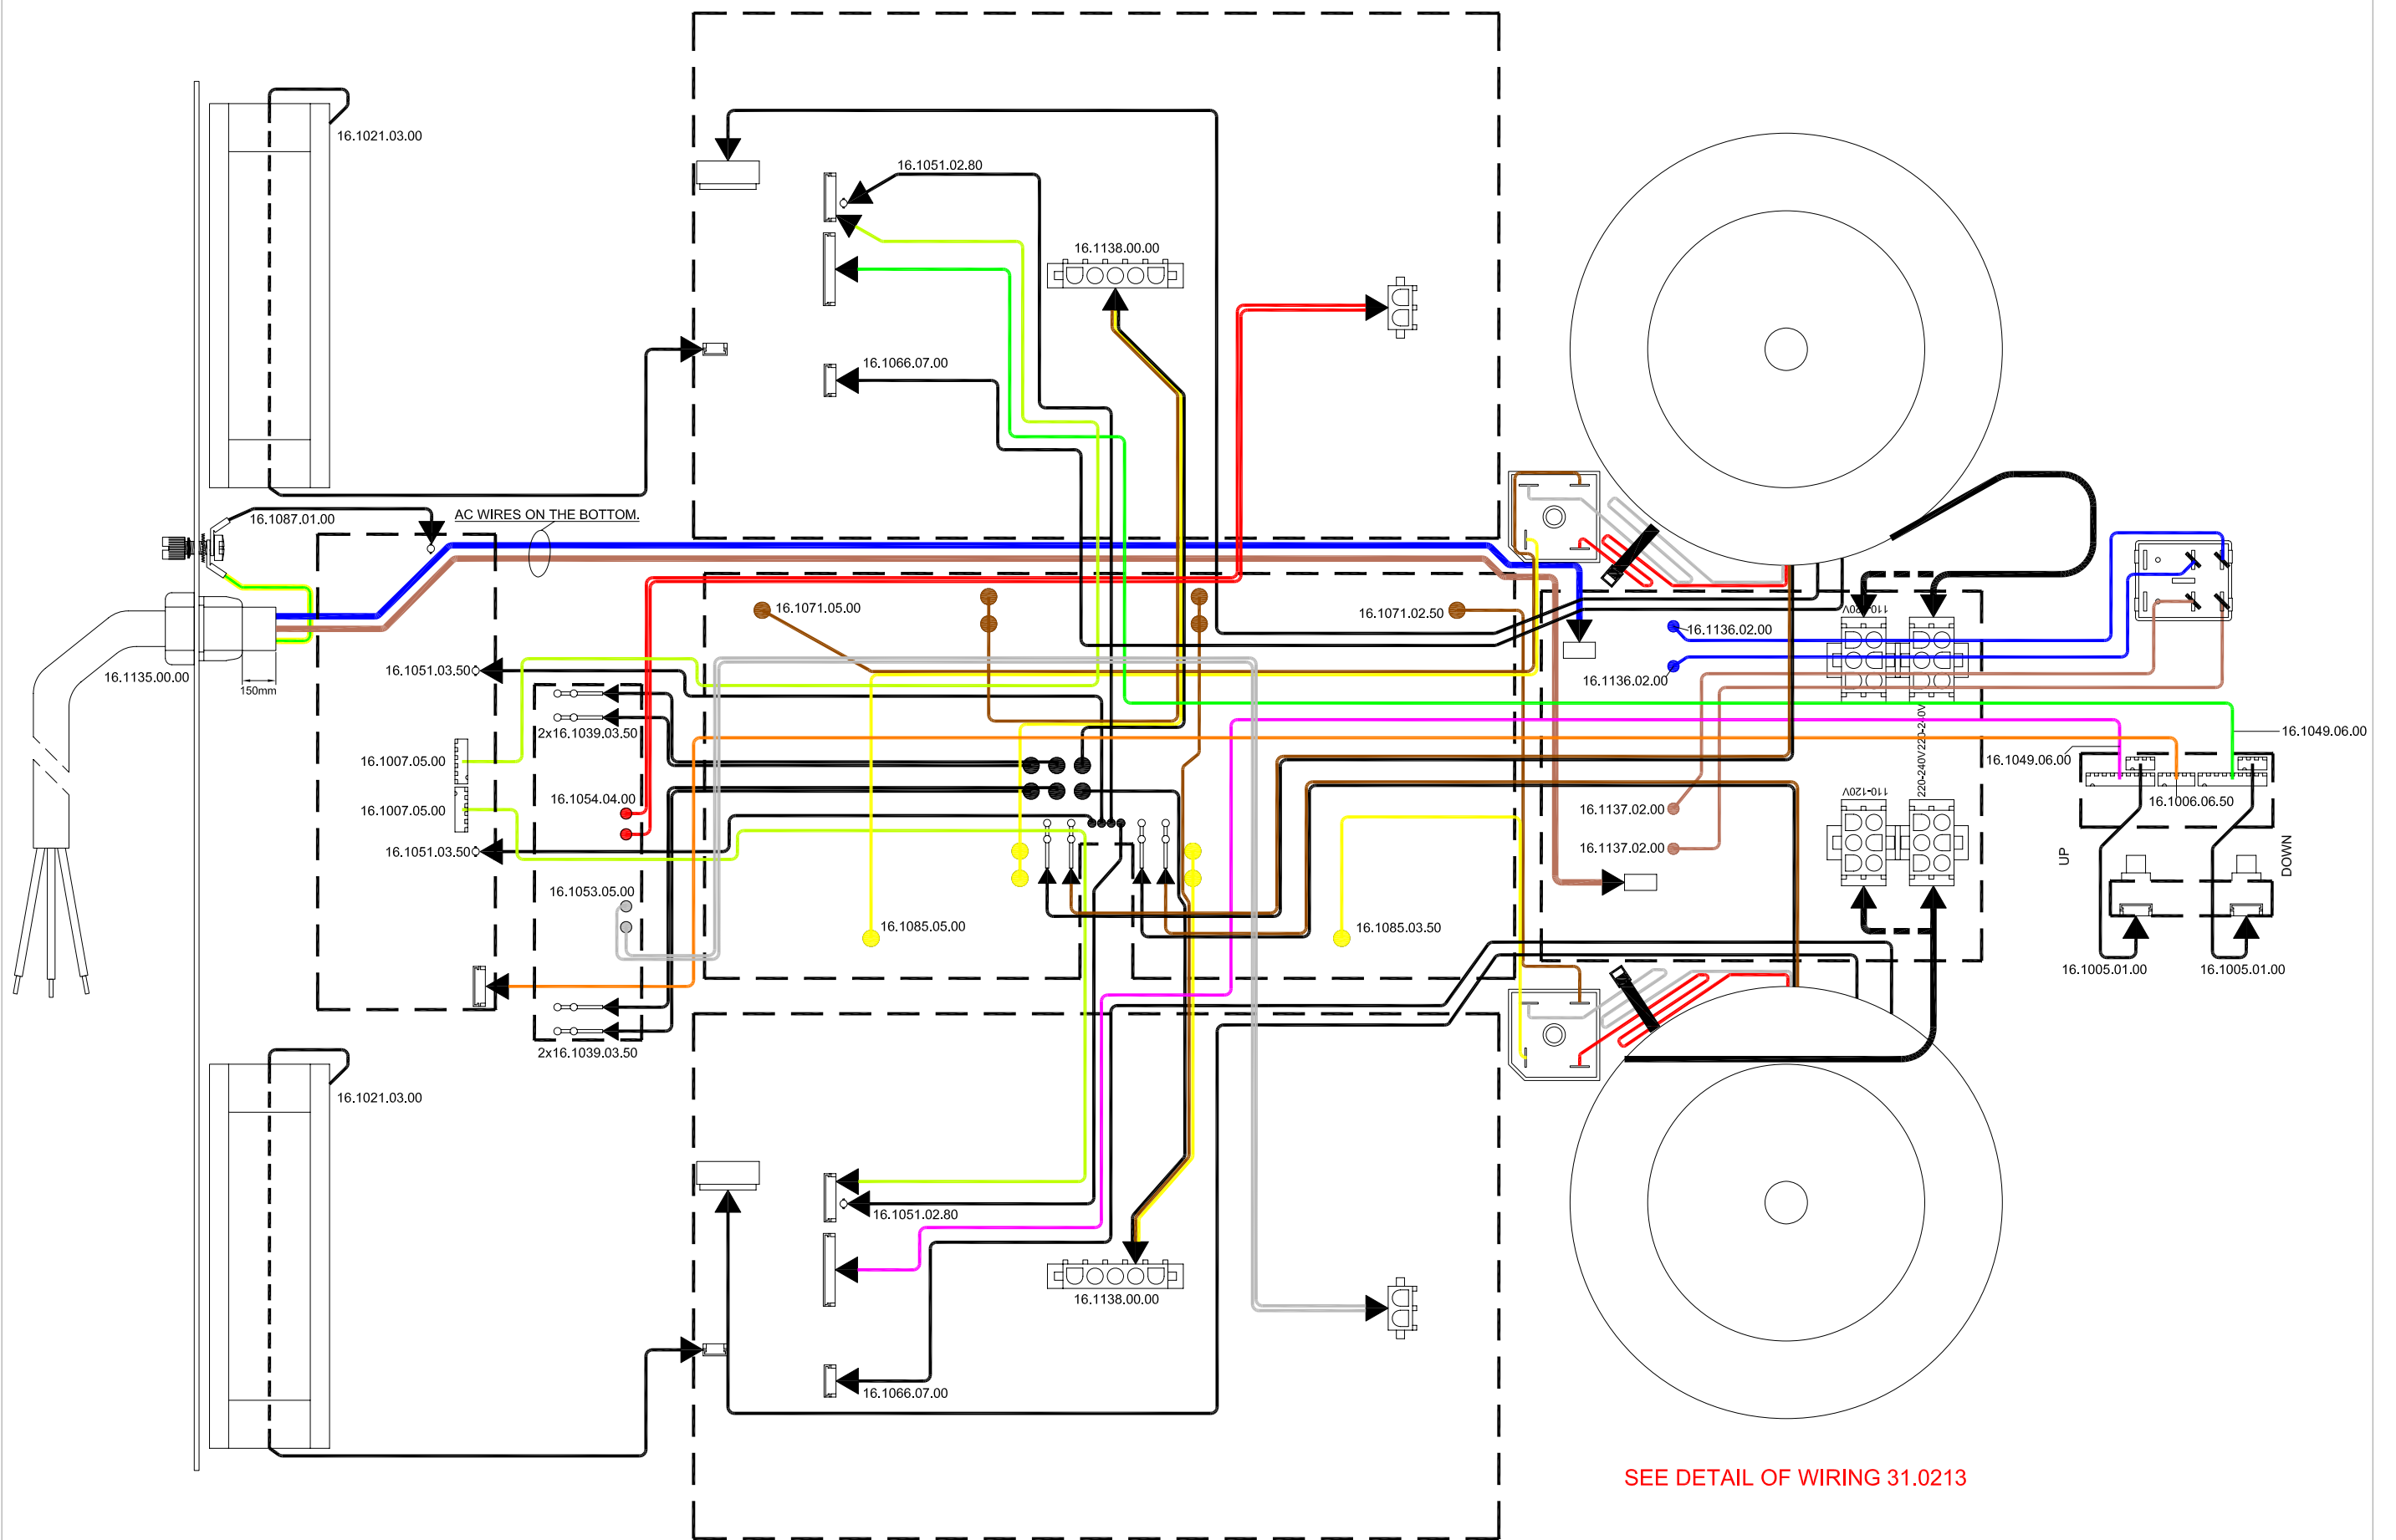 16.1021.03.00
16.1051.02.80
16.1138.00.00
16.1066.07.00
16.1087.01.00
AC WIRES ON THE BOTTOM.
16.1071.05.00
16.1071.02.50
110-120V
16.1136.02.00
16.1051.03.50
16.1135.00.00
150mm
16.1136.02.00
2x16.1039.03.50
220-240V
220-240V
16.1049.06.00
16.1007.05.00
16.1049.06.00
16.1054.04.00
110-120V
16.1006.06.50
16.1007.05.00
16.1137.02.00
16.1051.03.50
16.1137.02.00
UP
DOWN
16.1053.05.00
16.1085.05.00
16.1085.03.50
16.1005.01.00
16.1005.01.00
2x16.1039.03.50
16.1021.03.00
16.1051.02.80
16.1138.00.00
16.1066.07.00
SEE DETAIL OF WIRING 31.0213